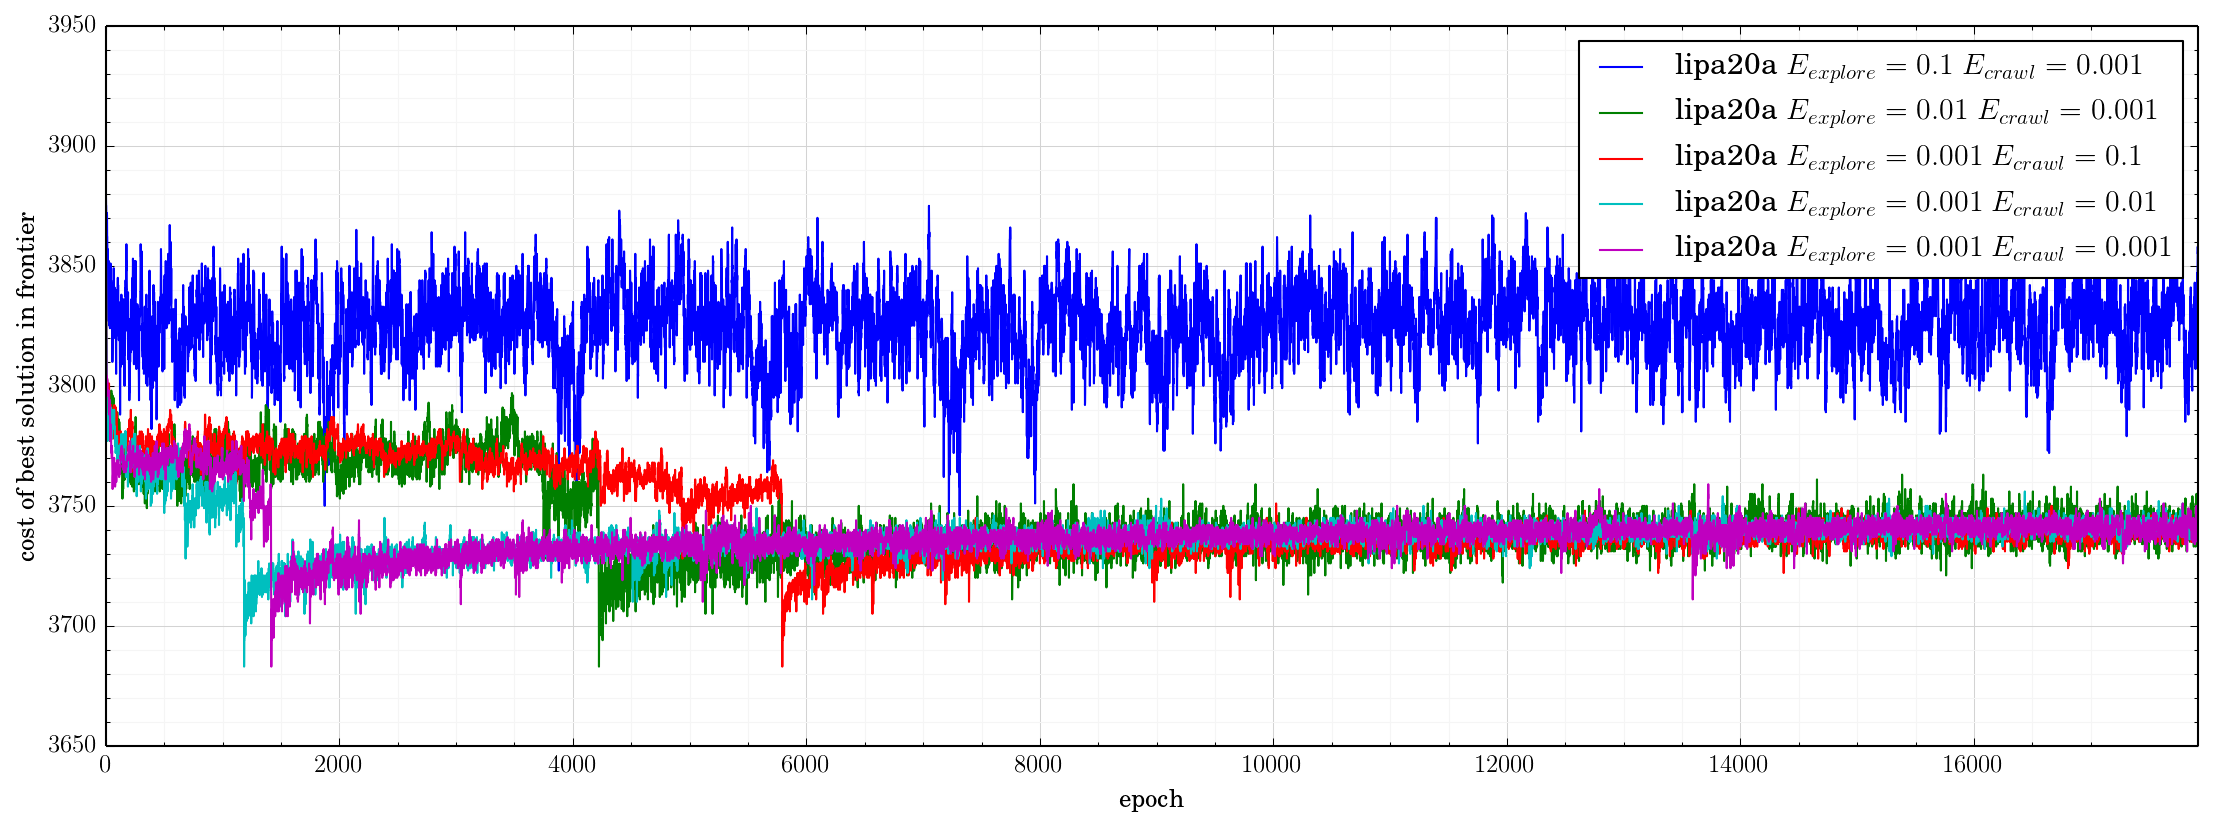 3950
3900
3850
3800
3750
3700
3650
cost of best solution in frontier
lipa20a E_explore = 0.1 E_crawl = 0.001
lipa20a E_explore = 0.01 E_crawl = 0.001
lipa20a E_explore = 0.001 E_crawl = 0.1
lipa20a E_explore = 0.001 E_crawl = 0.01
lipa20a E_explore = 0.001 E_crawl = 0.001
0 2000 4000 6000 8000 10000 12000 14000 16000
epoch